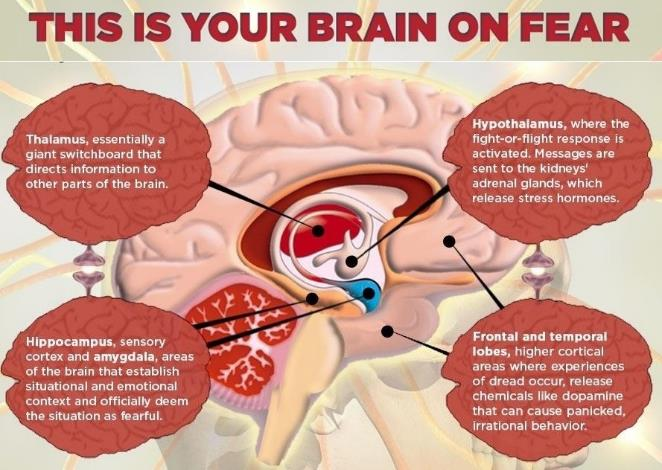 THIS IS YOUR BRAIN ON FEAR
Thalamus, essentially a
giant switchboard that
directs information to
other parts of the brain.
Hypothalamus, where the
fight-or-flight response is
activated. Messages are
sent to the kidneys'
adrenal glands, which
release stress hormones.
Hippocampus, sensory
cortex and amygdala, areas
of the brain that establish
situational and emotional
context and officially deem
the situation as fearful.
Frontal and temporal
lobes, higher cortical
areas where experiences
of dread occur, release
chemicals like dopamine
that can cause panicked,
irrational behavior.